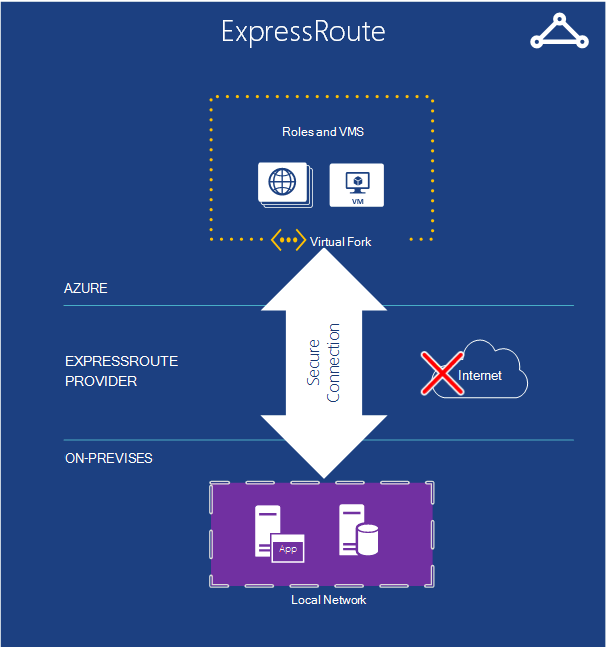 ExpressRoute
Roles and VMS
VM
Virtual Fork
AZURE
Secure
Connection
EXPRESSROUTE
PROVIDER
Internet
ON-PREVISES
App
Local Network